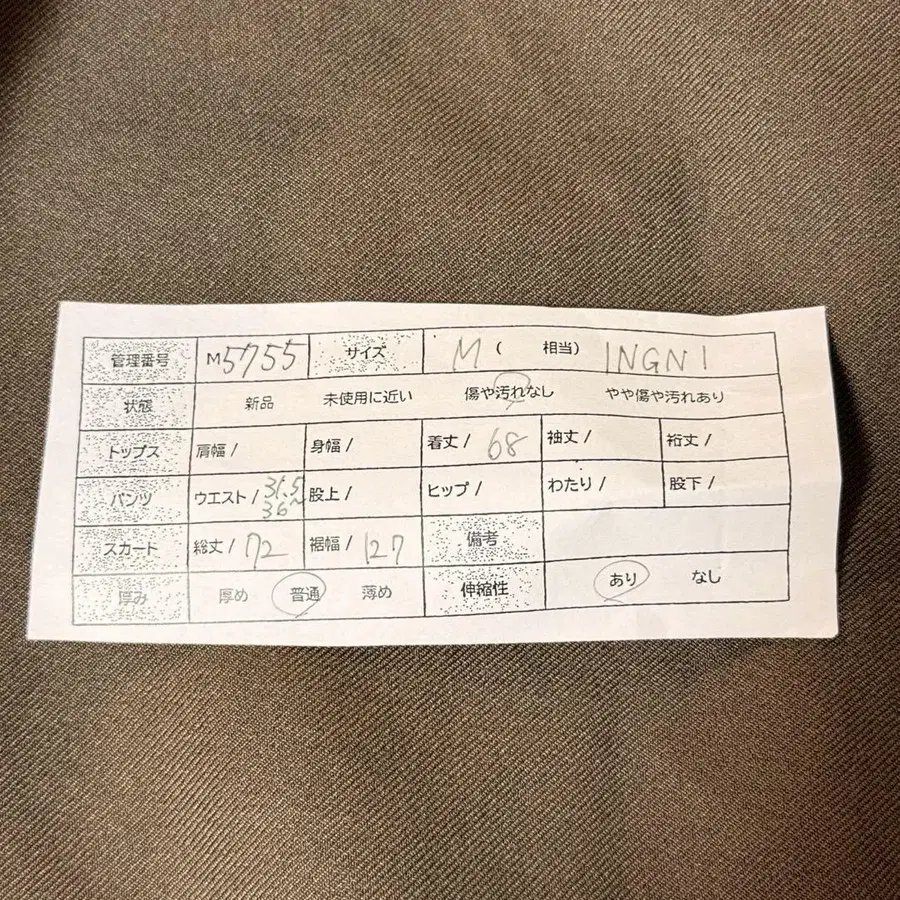 管理番号 M5755 サイズ M ( 相当) INGNI
状態 新品 未使用に近い 傷や汚れなし やや傷や汚れあり
トップス 肩幅 / 身幅 / 着丈 / 68 袖丈 / 裄丈 /
パンツ ウエスト / 31.5~36 股上 / ヒップ / わたり / 股下 /
スカート 総丈 / 72 裾幅 / 127 備考
厚み 厚め 普通 薄め 伸縮性 あり なし